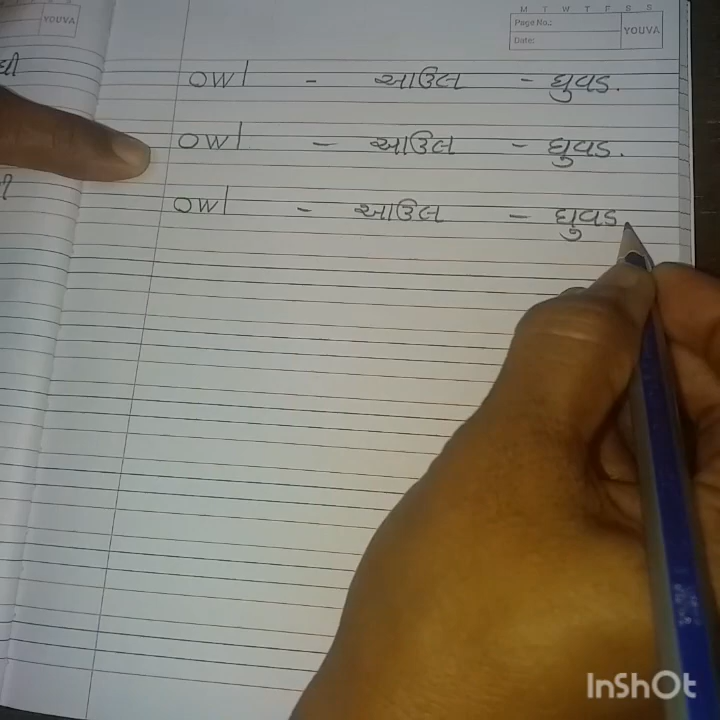 M T W T F S S
Page No.:
Date:
YOUVA
YOUVA
owl - આઉલ - ઘુવડ.
owl - આઉલ - ઘુવડ.
owl - આઉલ - ઘુવડ.
InShOt